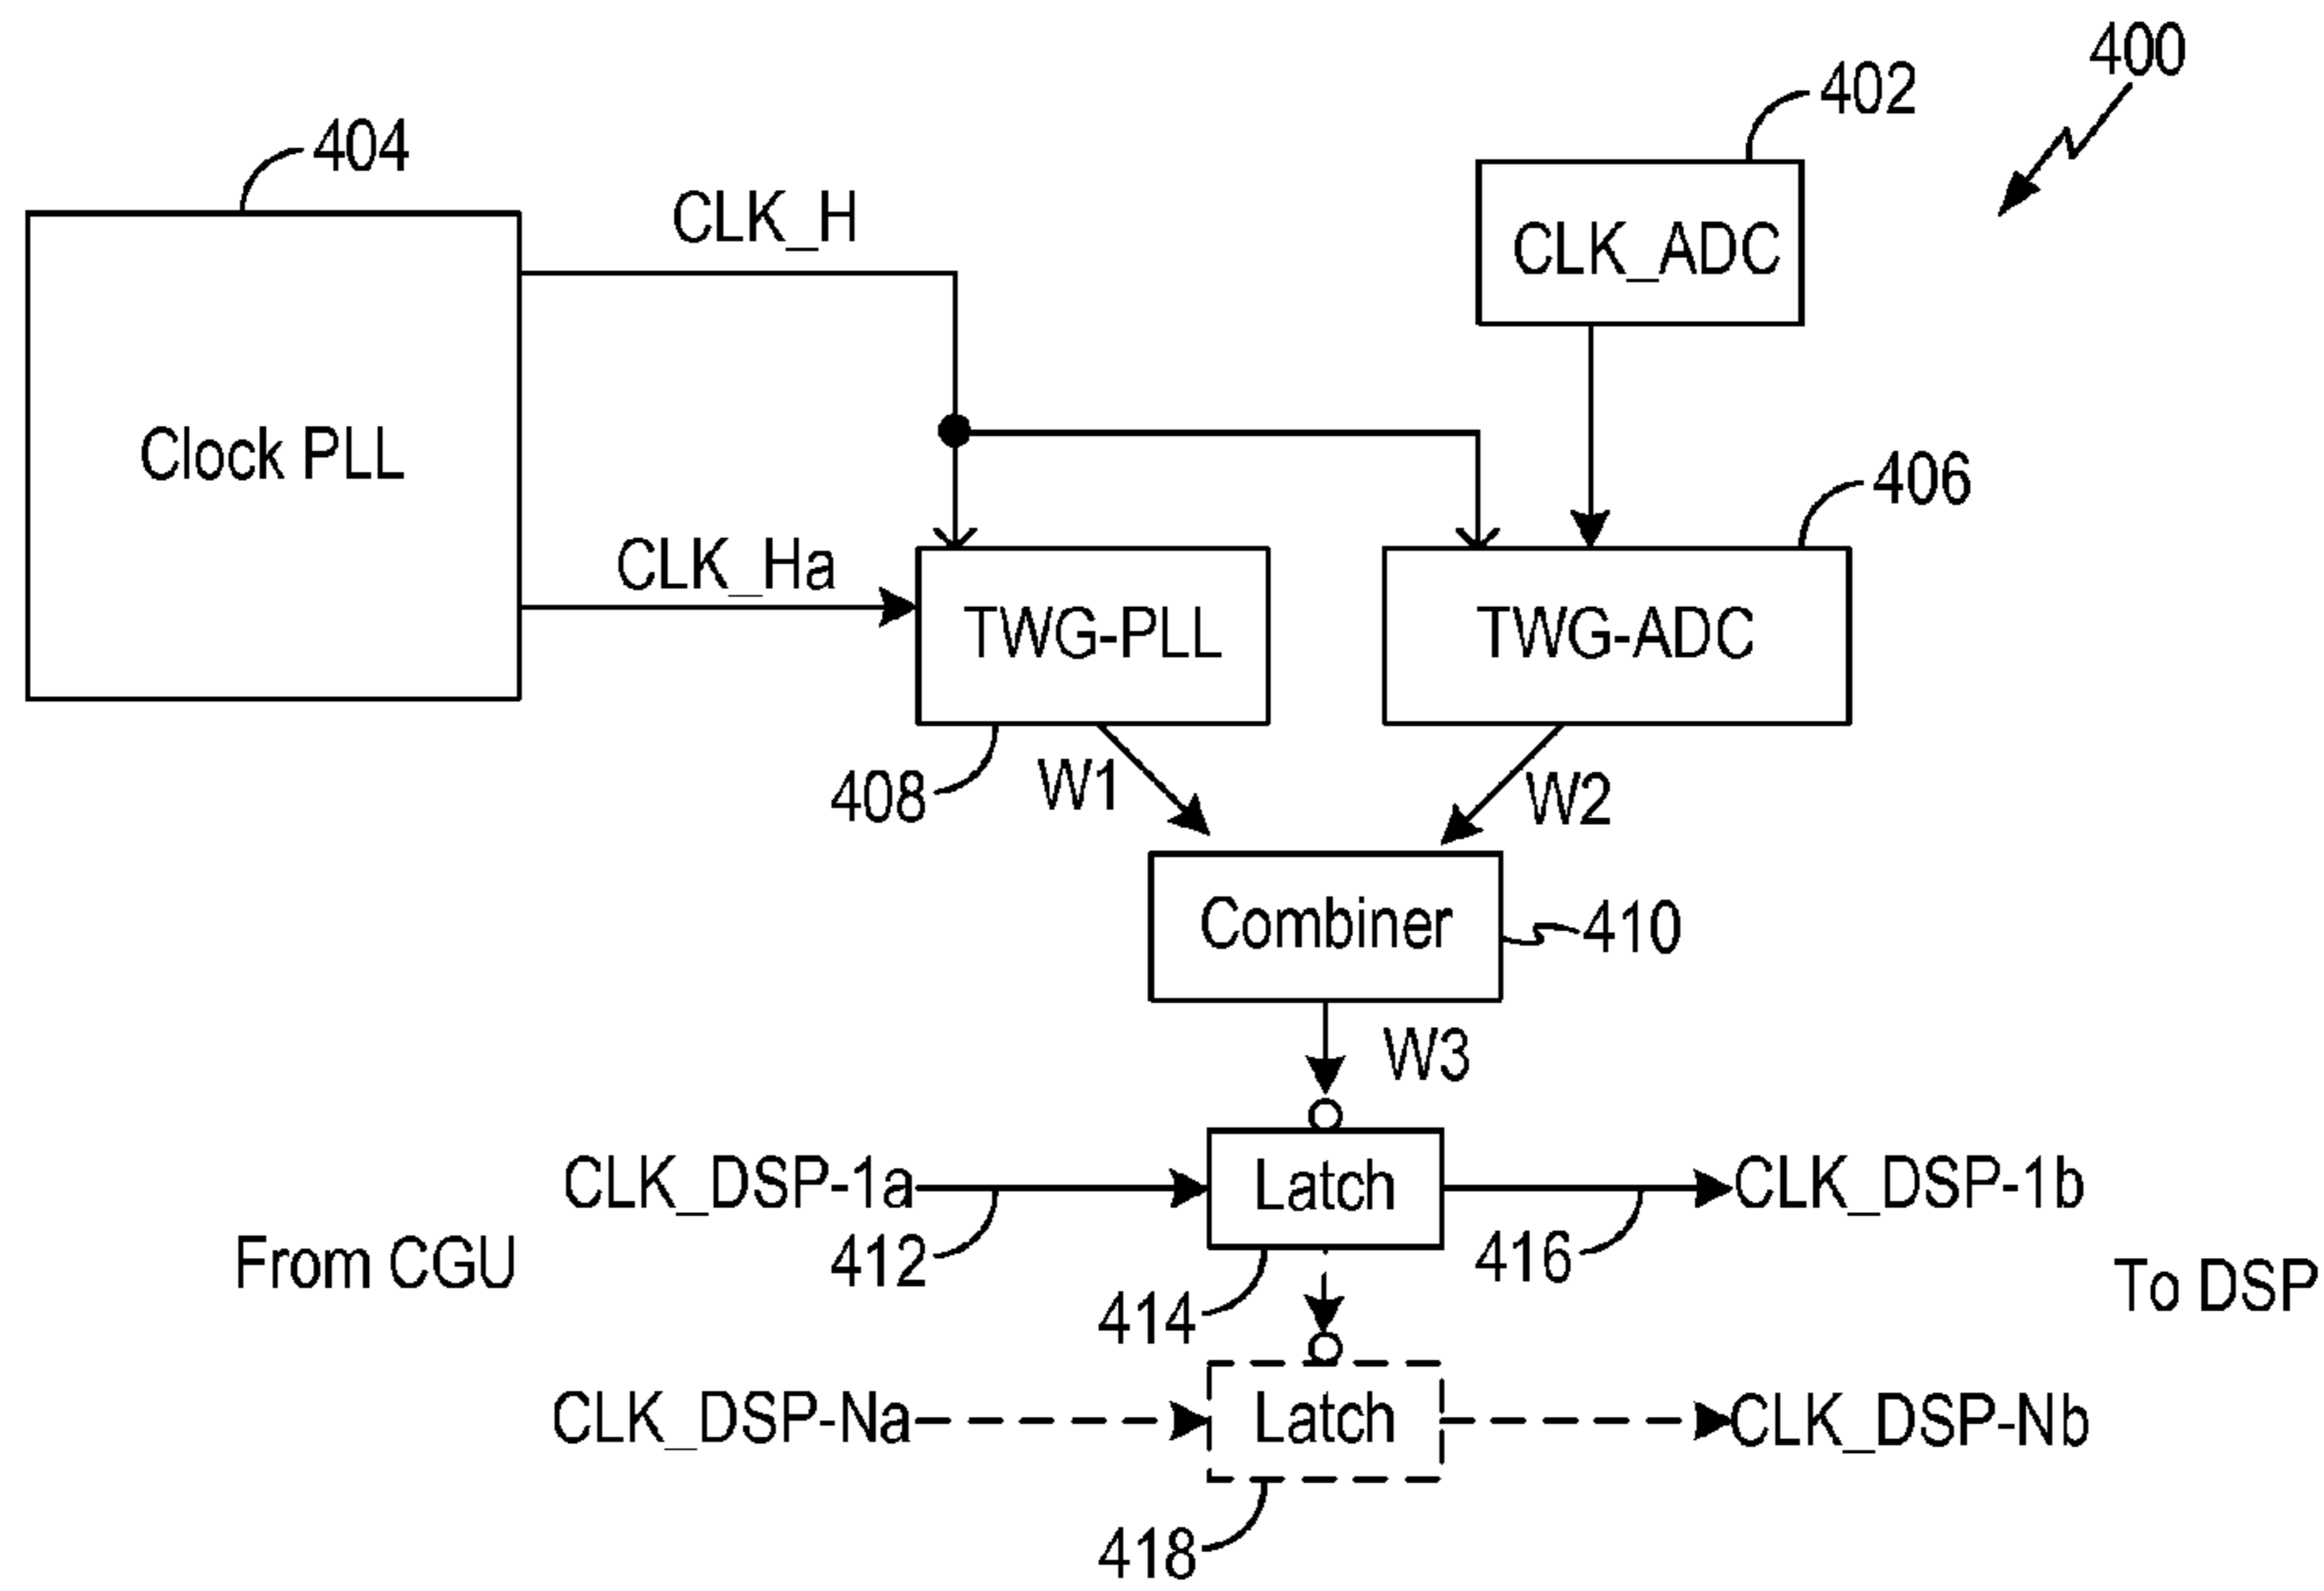 400
402
404
CLK_H
CLK_ADC
Clock PLL
406
CLK_Ha
TWG-PLL
TWG-ADC
408
W1
W2
Combiner
410
W3
CLK_DSP-1a
Latch
CLK_DSP-1b
412
416
From CGU
To DSP
414
CLK_DSP-Na
Latch
CLK_DSP-Nb
418